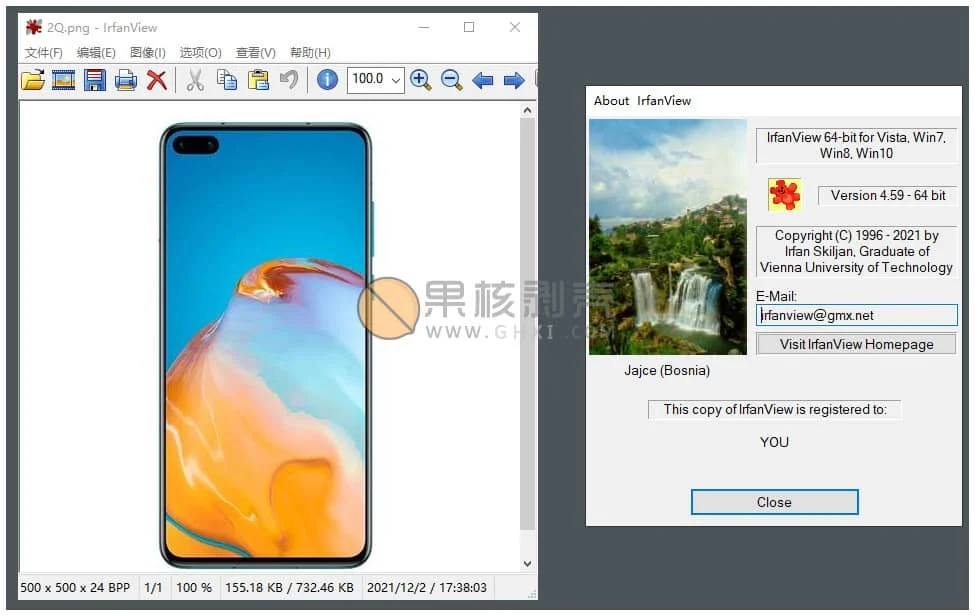 2Q.png - IrfanView
文件(F) 编辑(E) 图像(I) 选项(O) 查看(V) 帮助(H)
100.0
果核剥壳
WWW.GHXI.CO
500 x 500 x 24 BPP 1/1 100 % 155.18 KB / 732.46 KB 2021/12/2 / 17:38:03
About IrfanView
IrfanView 64-bit for Vista, Win7,
Win8, Win10
Version 4.59 - 64 bit
Copyright (C) 1996 - 2021 by
Irfan Skiljan, Graduate of
Vienna University of Technology
E-Mail:
irfanview@gmx.net
Visit IrfanView Homepage
Jajce (Bosnia)
This copy of IrfanView is registered to:
YOU
Close